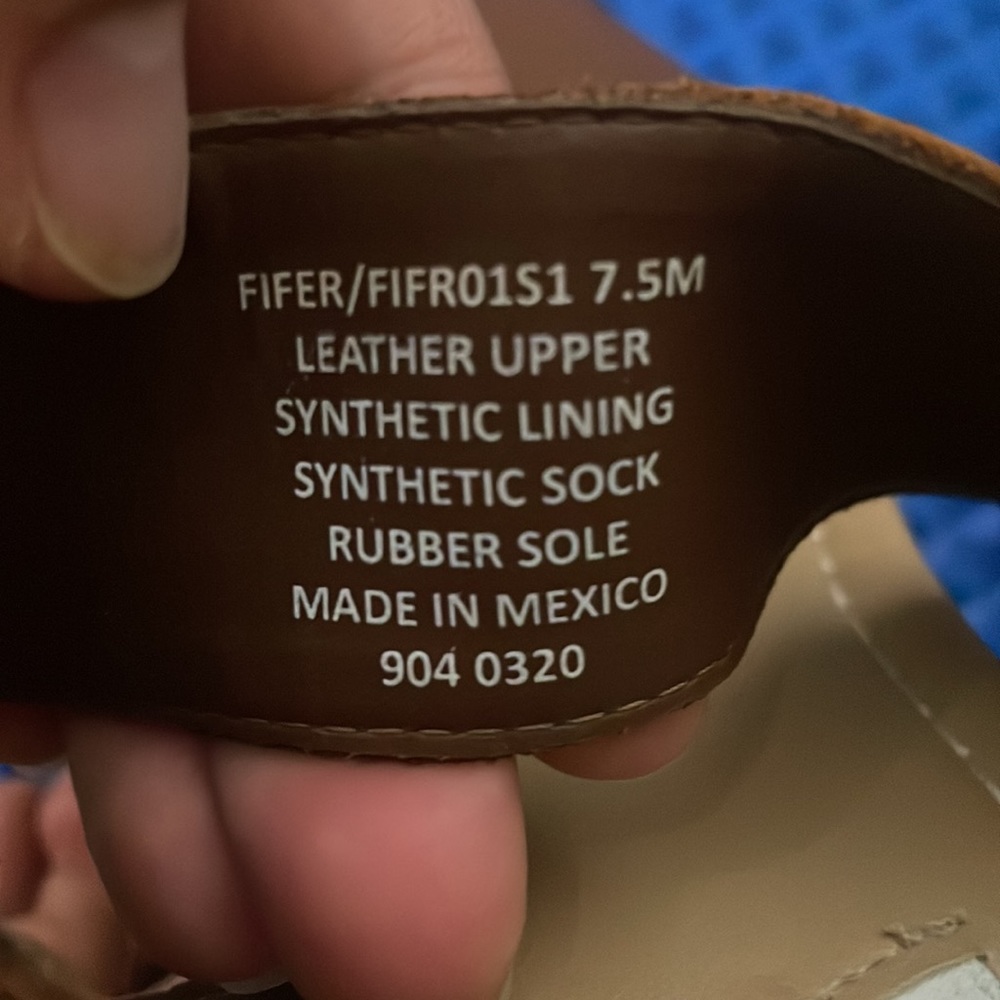 FIFER/FIFR01S1 7.5M
LEATHER UPPER
SYNTHETIC LINING
SYNTHETIC SOCK
RUBBER SOLE
MADE IN MEXICO
904 0320